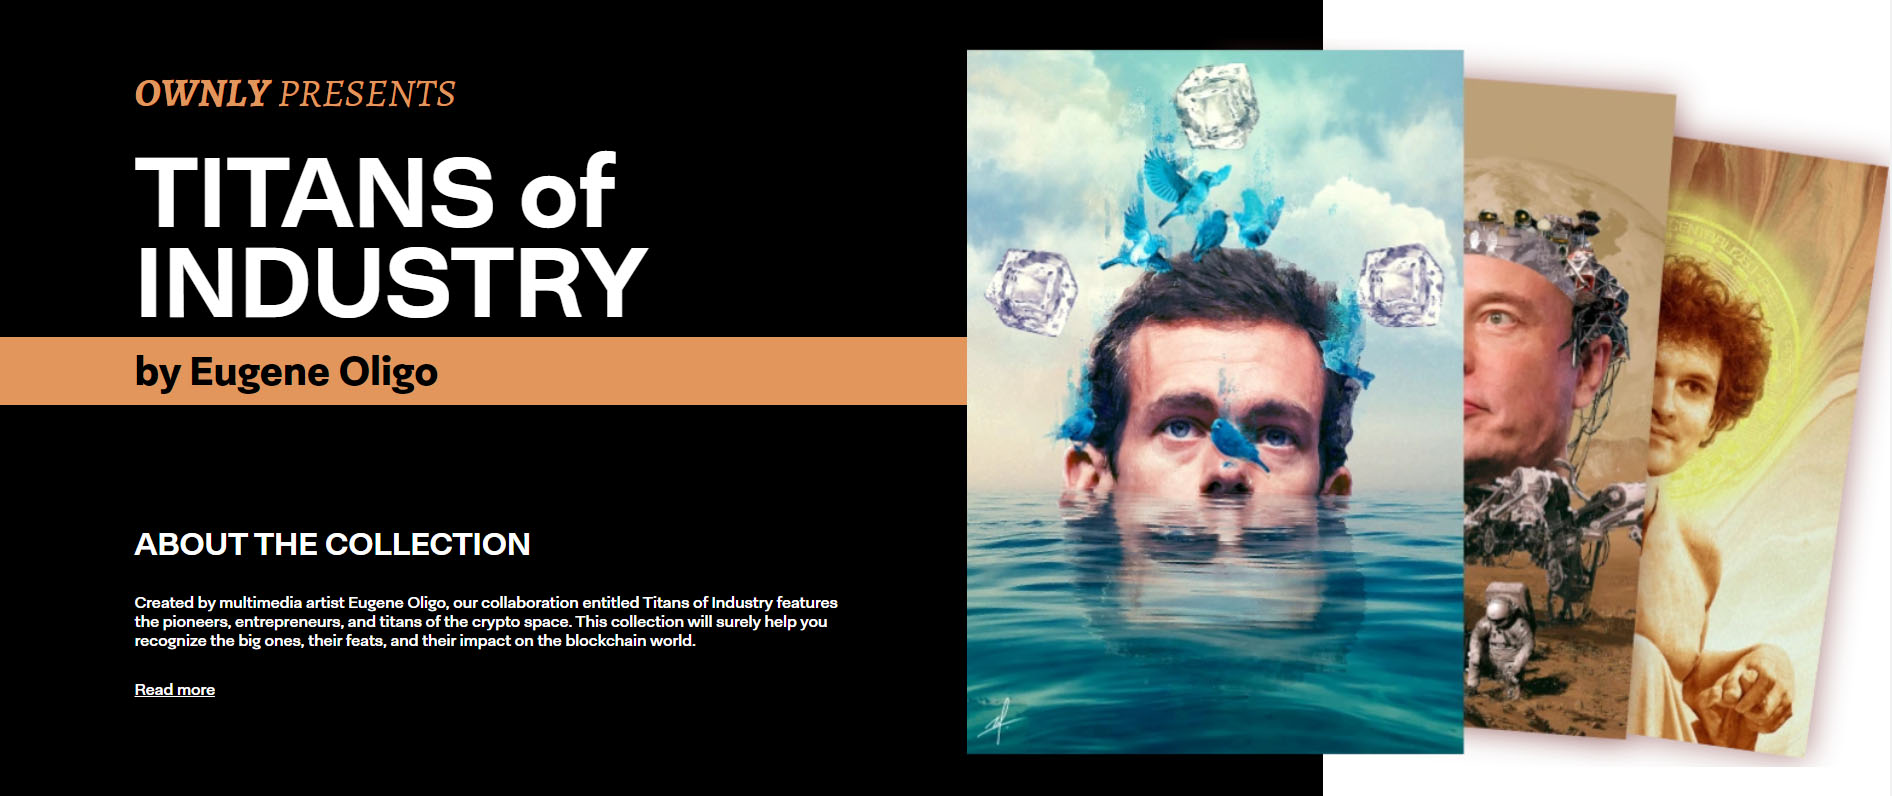 OWNLY PRESENTS
TITANS of
INDUSTRY
by Eugene Oligo
ABOUT THE COLLECTION
Created by multimedia artist Eugene Oligo, our collaboration entitled Titans of Industry features
the pioneers, entrepreneurs, and titans of the crypto space. This collection will surely help you
recognize the big ones, their feats, and their impact on the blockchain world.
Read more